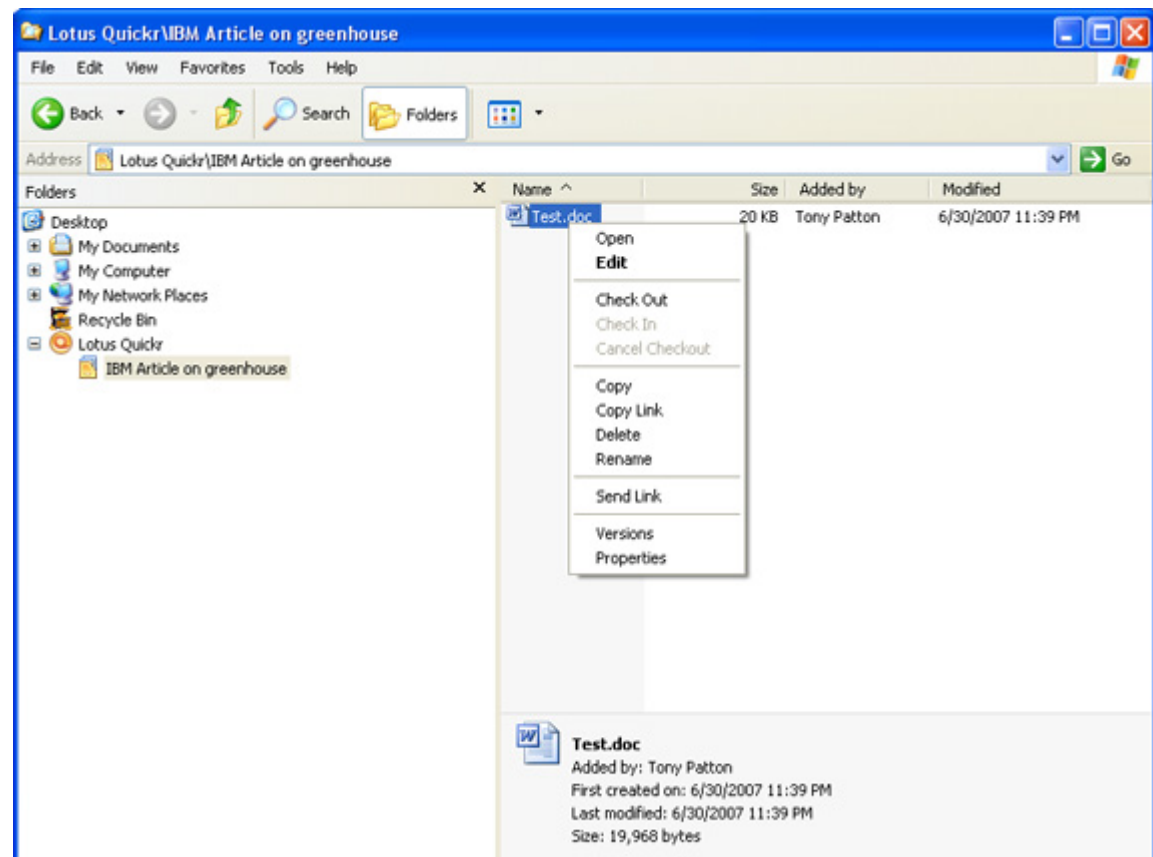 Lotus Quickr\IBM Article on greenhouse
File Edit View Favorites Tools Help
Back Search Folders
Address Lotus Quickr\IBM Article on greenhouse Go
Folders
Desktop
My Documents
My Computer
My Network Places
Recycle Bin
Lotus Quickr
IBM Article on greenhouse
Name Size Added by Modified
Test.doc 20 KB Tony Patton 6/30/2007 11:39 PM
Open
Edit
Check Out
Check In
Cancel Checkout
Copy
Copy Link
Delete
Rename
Send Link
Versions
Properties
Test.doc
Added by: Tony Patton
First created on: 6/30/2007 11:39 PM
Last modified: 6/30/2007 11:39 PM
Size: 19,968 bytes